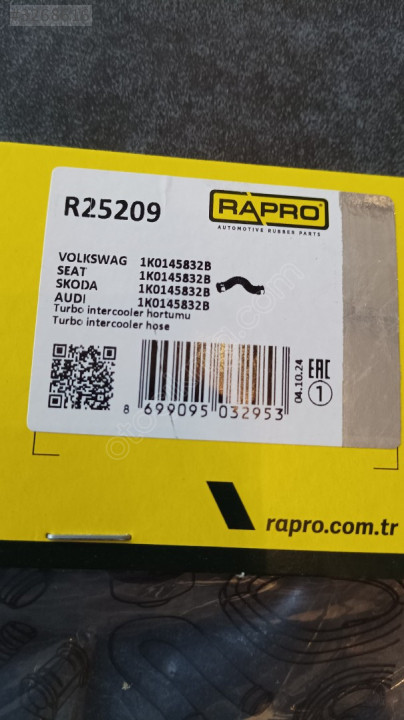 R25209
RAPRO
AUTOMOTIVE RUBBER PARTS
VOLKSWAG 1K0145832B
SEAT 1K0145832B
SKODA 1K0145832B
AUDI 1K0145832B
Turbo intercooler hortumu
Turbo intercooler hose
8 699095 032953
04.10.24
EAC
1
rapro.com.tr